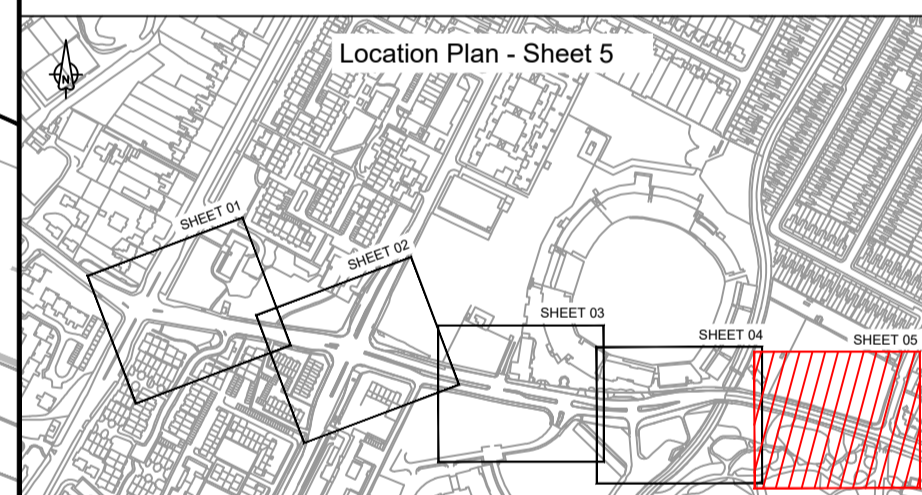 Location Plan - Sheet 5
N
SHEET 01
SHEET 02
SHEET 03
SHEET 04
SHEET 05